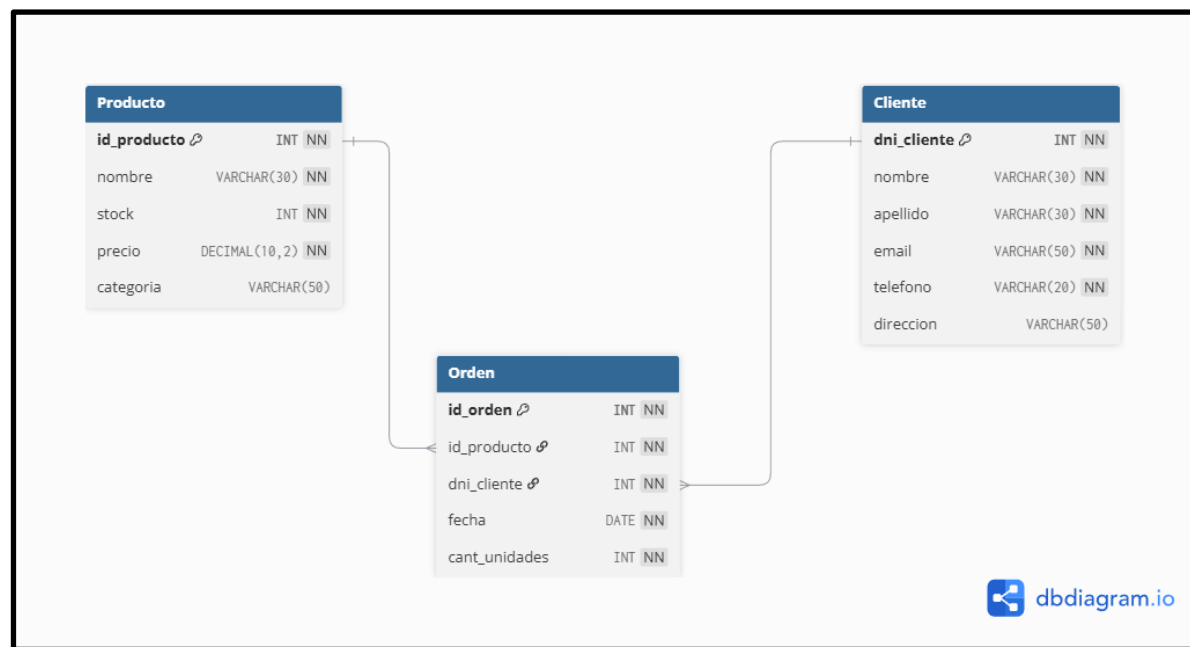 Producto
id_producto INT NN
nombre VARCHAR(30) NN
stock INT NN
precio DECIMAL(10,2) NN
categoria VARCHAR(50)
Cliente
dni_cliente INT NN
nombre VARCHAR(30) NN
apellido VARCHAR(30) NN
email VARCHAR(50) NN
telefono VARCHAR(20) NN
direccion VARCHAR(50)
Orden
id_orden INT NN
id_producto INT NN
dni_cliente INT NN
fecha DATE NN
cant_unidades INT NN
dbdiagram.io